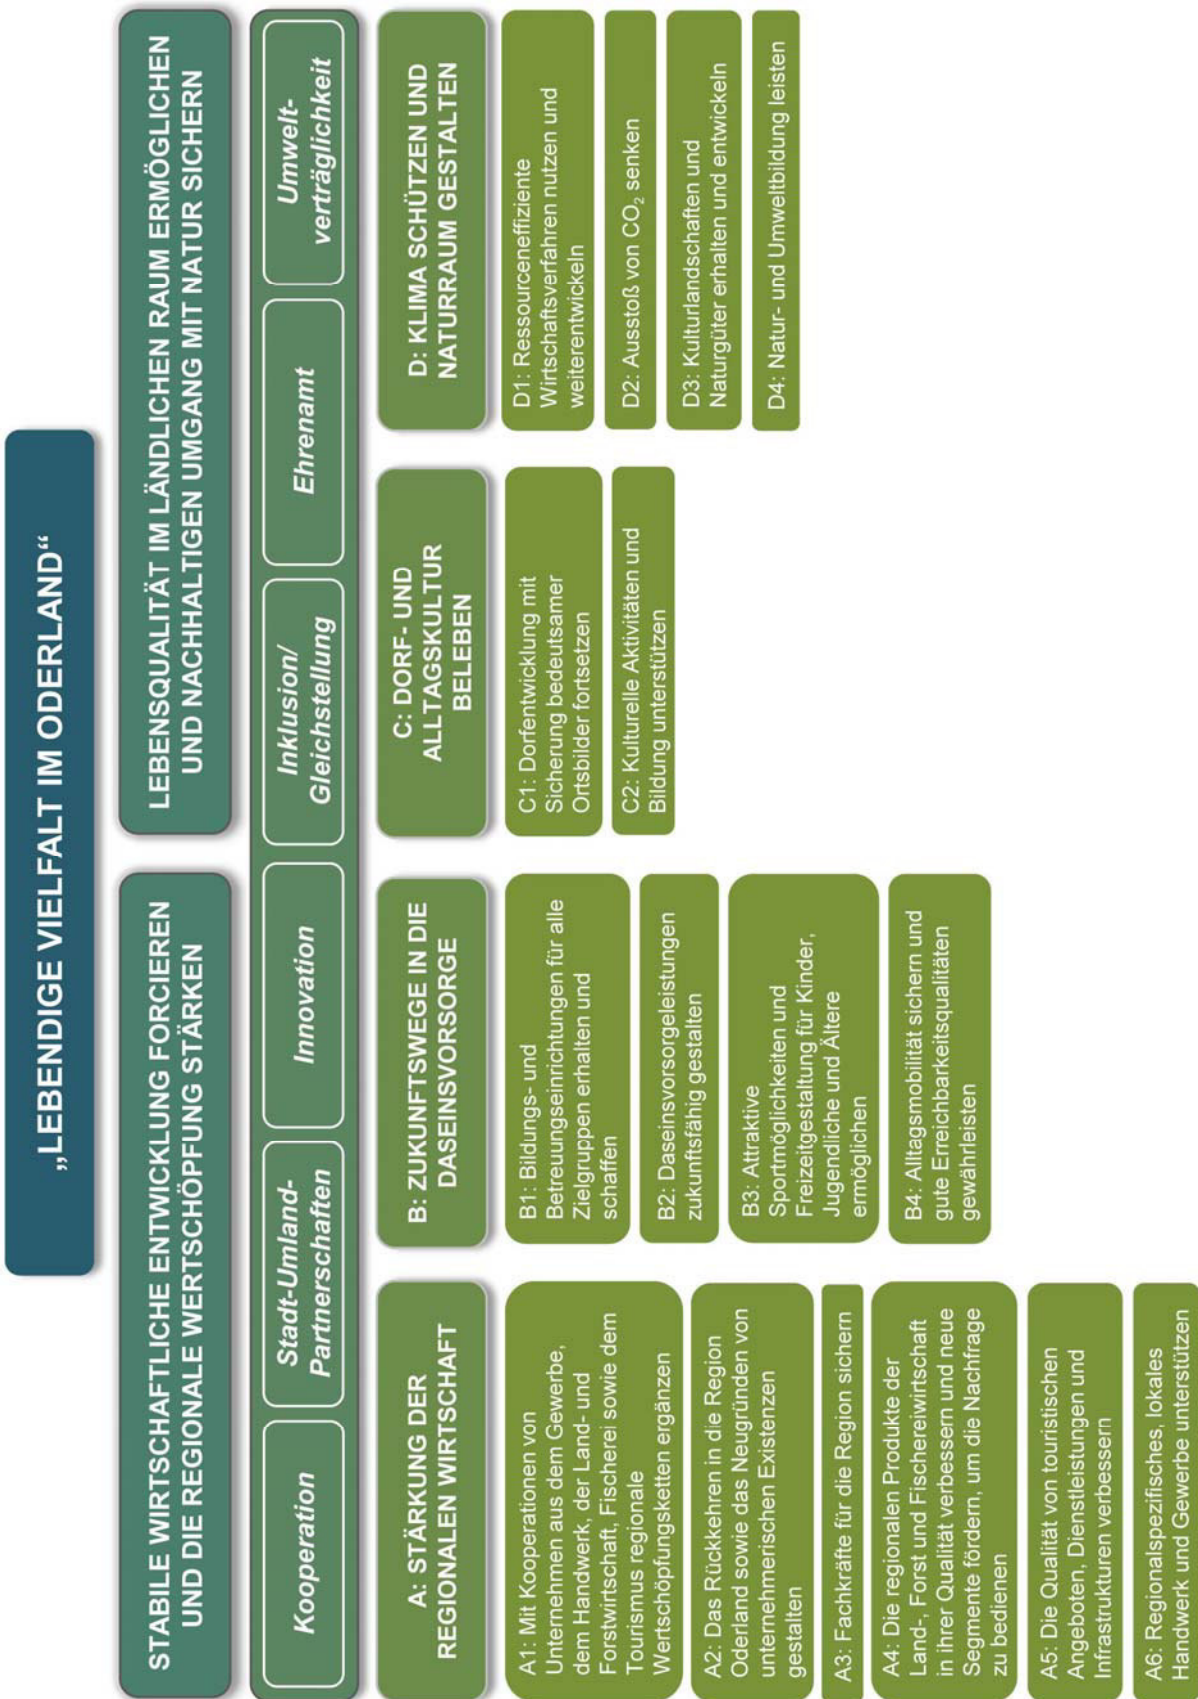 „LEBENDIGE VIELFALT IM ODERLAND“
STABILE WIRTSCHAFTLICHE ENTWICKLUNG FORCIEREN
UND DIE REGIONALE WERTSCHÖPFUNG STÄRKEN
LEBENSQUALITÄT IM LÄNDLICHEN RAUM ERMÖGLICHEN
UND NACHHALTIGEN UMGANG MIT NATUR SICHERN
Kooperation
Stadt-Umland-
Partnerschaften
Innovation
Inklusion/
Gleichstellung
Ehrenamt
Umwelt-
verträglichkeit
A: STÄRKUNG DER
REGIONALEN WIRTSCHAFT
A1: Mit Kooperationen von
Unternehmen aus dem Gewerbe,
dem Handwerk, der Land- und
Forstwirtschaft, Fischerei sowie dem
Tourismus regionale
Wertschöpfungsketten ergänzen
A2: Das Rückkehren in die Region
Oderland sowie das Neugründen von
unternehmerischen Existenzen
gestalten
A3: Fachkräfte für die Region sichern
A4: Die regionalen Produkte der
Land-, Forst und Fischereiwirtschaft
in ihrer Qualität verbessern und neue
Segmente fördern, um die Nachfrage
zu bedienen
A5: Die Qualität von touristischen
Angeboten, Dienstleistungen und
Infrastrukturen verbessern
A6: Regionalspezifisches, lokales
Handwerk und Gewerbe unterstützen
B: ZUKUNFTSWEGE IN DIE
DASEINSVORSORGE
B1: Bildungs- und
Betreuungseinrichtungen für alle
Zielgruppen erhalten und
schaffen
B2: Daseinsvorsorgeleistungen
zukunftsfähig gestalten
B3: Attraktive
Sportmöglichkeiten und
Freizeitgestaltung für Kinder,
Jugendliche und Ältere
ermöglichen
B4: Alltagsmobilität sichern und
gute Erreichbarkeitsqualitäten
gewährleisten
C: DORF- UND
ALLTAGSKULTUR
BELEBEN
C1: Dorfentwicklung mit
Sicherung bedeutsamer
Ortsbilder fortsetzen
C2: Kulturelle Aktivitäten und
Bildung unterstützen
D: KLIMA SCHÜTZEN UND
NATURRAUM GESTALTEN
D1: Ressourceneffiziente
Wirtschaftsverfahren nutzen und
weiterentwickeln
D2: Ausstoß von CO₂ senken
D3: Kulturlandschaften und
Naturgüter erhalten und entwickeln
D4: Natur- und Umweltbildung leisten